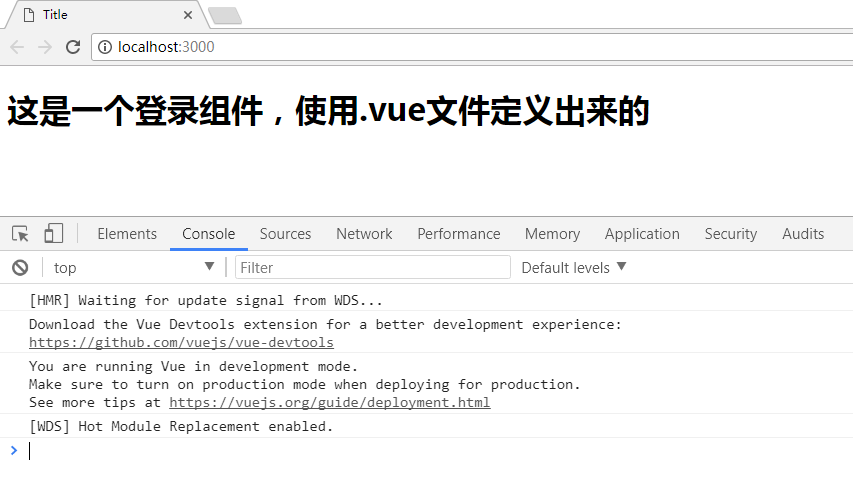 Title
localhost:3000
这是一个登录组件，使用.vue文件定义出来的
Elements Console Sources Network Performance Memory Application Security Audits
top Filter Default levels
[HMR] Waiting for update signal from WDS...
Download the Vue Devtools extension for a better development experience:
https://github.com/vuejs/vue-devtools
You are running Vue in development mode.
Make sure to turn on production mode when deploying for production.
See more tips at https://vuejs.org/guide/deployment.html
[WDS] Hot Module Replacement enabled.